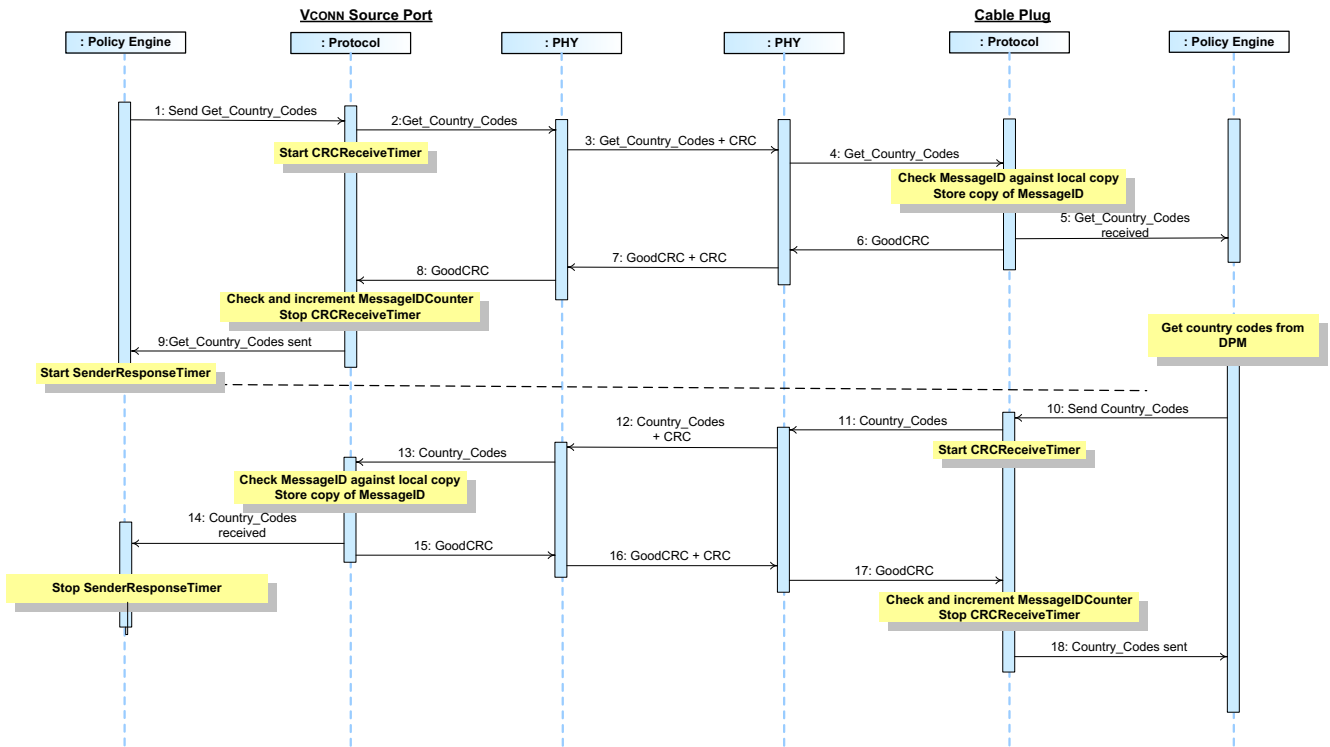 VCONN Source Port
Cable Plug
: Policy Engine
: Protocol
: PHY
: PHY
: Protocol
: Policy Engine
1: Send Get_Country_Codes
2:Get_Country_Codes
Start CRCReceiveTimer
3: Get_Country_Codes + CRC
4: Get_Country_Codes
Check MessageID against local copy
Store copy of MessageID
5: Get_Country_Codes
received
6: GoodCRC
7: GoodCRC + CRC
8: GoodCRC
Check and increment MessageIDCounter
Stop CRCReceiveTimer
9:Get_Country_Codes sent
Start SenderResponseTimer
Get country codes from
DPM
10: Send Country_Codes
11: Country_Codes
Start CRCReceiveTimer
12: Country_Codes
+ CRC
13: Country_Codes
Check MessageID against local copy
Store copy of MessageID
14: Country_Codes
received
15: GoodCRC
16: GoodCRC + CRC
17: GoodCRC
Stop SenderResponseTimer
Check and increment MessageIDCounter
Stop CRCReceiveTimer
18: Country_Codes sent